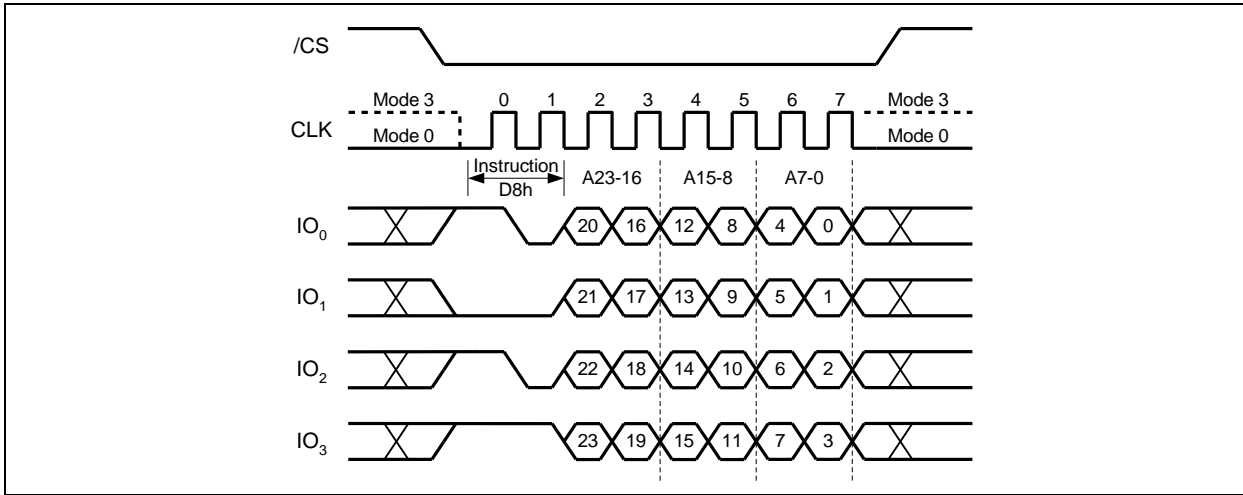 /CS
Mode 3 0 1 2 3 4 5 6 7 Mode 3
CLK
Mode 0 Mode 0
Instruction
D8h A23-16 A15-8 A7-0
IO0 20 16 12 8 4 0
IO1 21 17 13 9 5 1
IO2 22 18 14 10 6 2
IO3 23 19 15 11 7 3